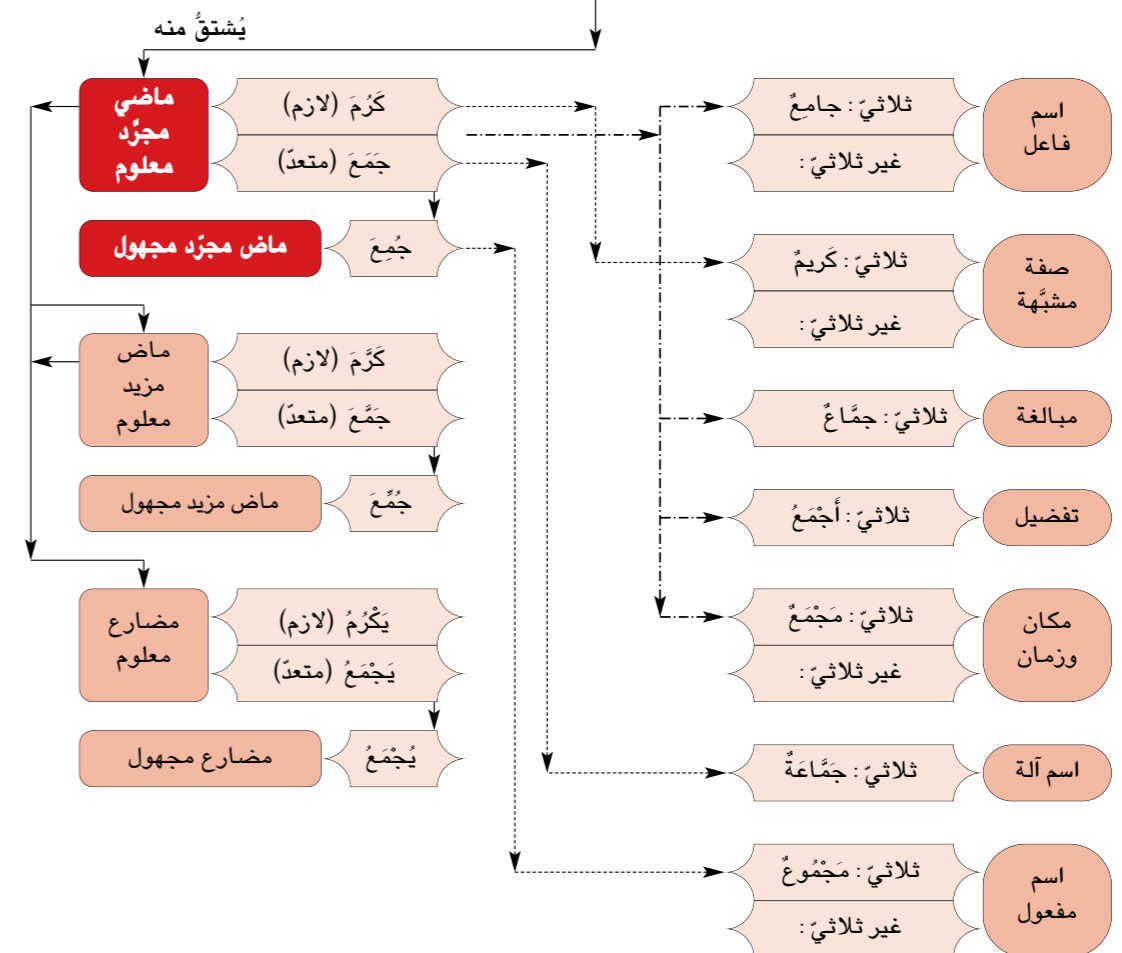 يُشتقُّ منه
اسم
فاعل
ثلاثيّ : جامِعٌ
غير ثلاثيّ :
صفة
مشبَّهة
ثلاثيّ : كَريمٌ
غير ثلاثيّ :
مبالغة
ثلاثيّ : جمَّاعٌ
تفضيل
ثلاثيّ : أَجْمَعُ
مكان
وزمان
ثلاثيّ : مَجْمَعٌ
غير ثلاثيّ :
اسم آلة
ثلاثيّ : جَمَّاعَةٌ
اسم
مفعول
ثلاثيّ : مَجْمُوعٌ
غير ثلاثيّ :
ماضي
مجرَّد
معلوم
كَرُمَ (لازم)
جَمَعَ (متعدّ)
ماض مجرّد مجهول
جُمِعَ
ماض
مزيد
معلوم
كَرَّمَ (لازم)
جَمَّعَ (متعدّ)
ماض مزيد مجهول
جُمِّعَ
مضارع
معلوم
يَكْرُمُ (لازم)
يَجْمَعُ (متعدّ)
مضارع مجهول
يُجْمَعُ